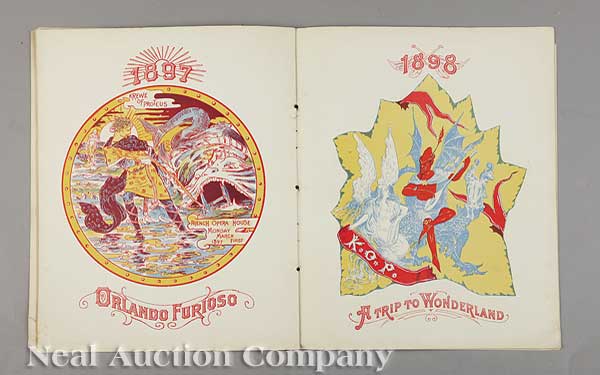 1897
KREWE
OF PROTEUS
FRENCH OPERA HOUSE
MONDAY
MARCH
1897 FIRST
ORLANDO FURIOSO
1898
K.O.P.
A TRIP TO WONDERLAND
Neal Auction Company